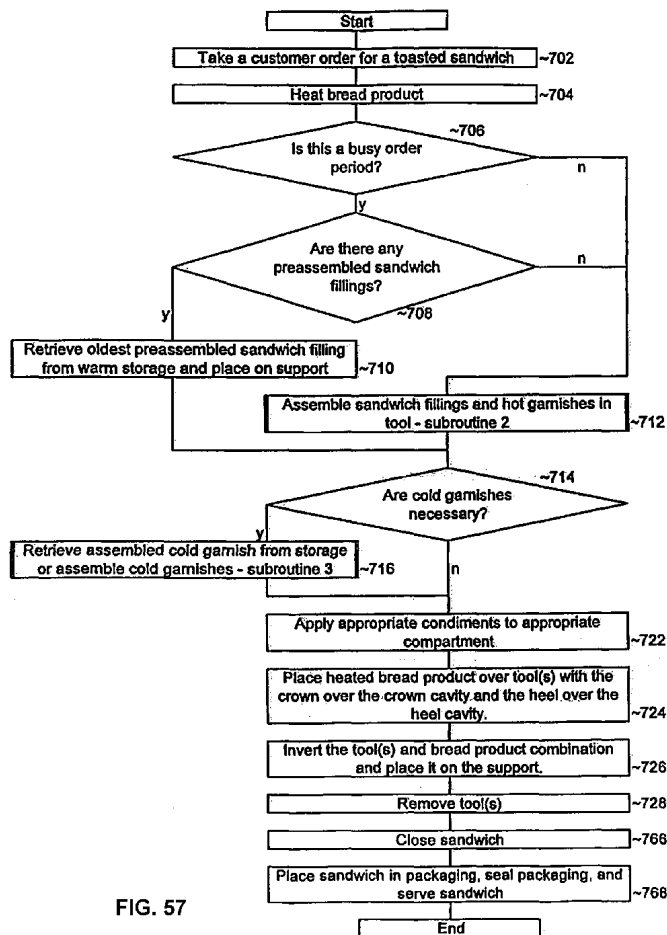 Start
Take a customer order for a toasted sandwich
~702
Heat bread product
~704
~706
Is this a busy order
period?
n
y
Are there any
preassembled sandwich
fillings?
n
y
~708
Retrieve oldest preassembled sandwich filling
from warm storage and place on support
~710
Assemble sandwich fillings and hot garnishes in
tool - subroutine 2
~712
~714
Are cold garnishes
necessary?
y
Retrieve assembled cold garnish from storage
or assemble cold garnishes - subroutine 3
~716
n
Apply appropriate condiments to appropriate
compartment
~722
Place heated bread product over tool(s) with the
crown over the crown cavity and the heel over the
heel cavity.
~724
Invert the tool(s) and bread product combination
and place it on the support.
~726
Remove tool(s)
~728
Close sandwich
~766
Place sandwich in packaging, seal packaging, and
serve sandwich
~768
End
FIG. 57